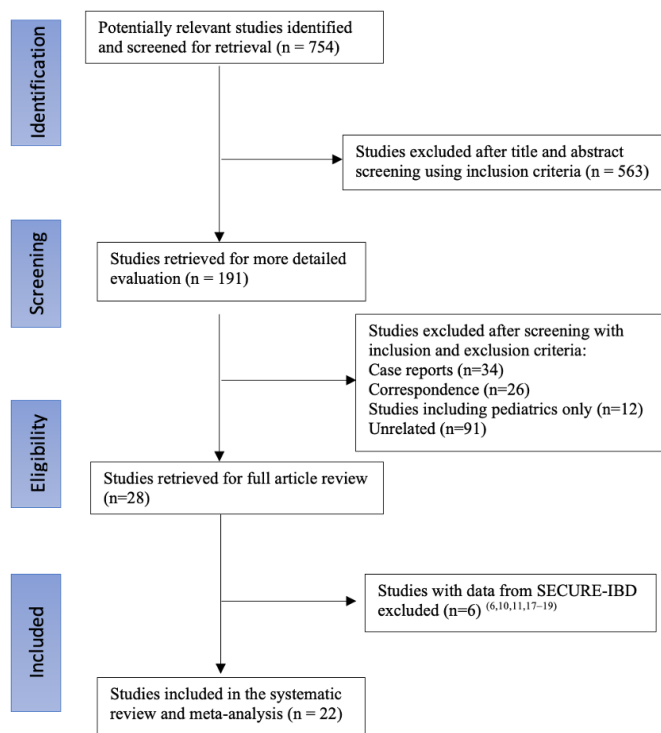 Identification
Potentially relevant studies identified
and screened for retrieval (n = 754)
Studies excluded after title and abstract
screening using inclusion criteria (n = 563)
Screening
Studies retrieved for more detailed
evaluation (n = 191)
Studies excluded after screening with
inclusion and exclusion criteria:
Case reports (n=34)
Correspondence (n=26)
Studies including pediatrics only (n=12)
Unrelated (n=91)
Eligibility
Studies retrieved for full article review
(n=28)
Included
Studies with data from SECURE-IBD
excluded (n=6) (6,10,11,17–19)
Studies included in the systematic
review and meta-analysis (n = 22)